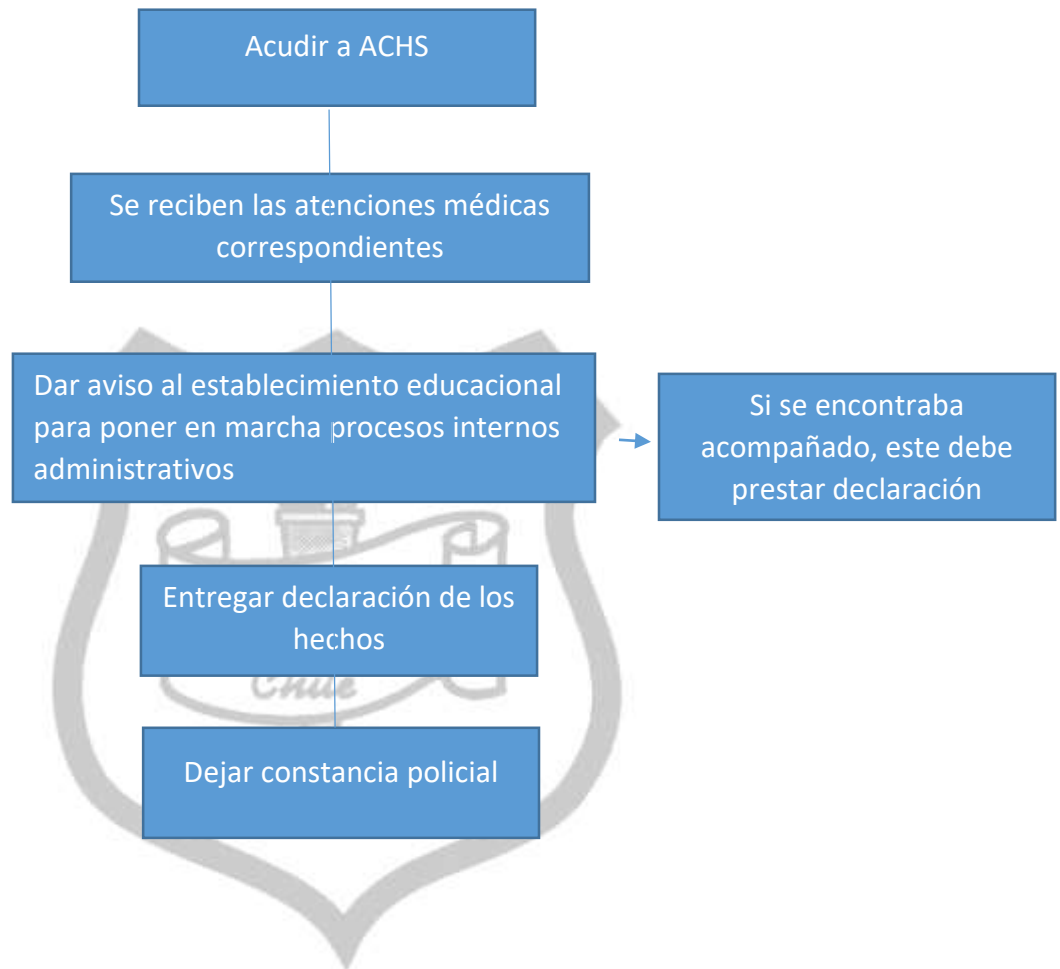 Acudir a ACHS
Se reciben las atenciones médicas
correspondientes
Dar aviso al establecimiento educacional
para poner en marcha procesos internos
administrativos
Si se encontraba
acompañado, este debe
prestar declaración
Entregar declaración de los
hechos
Chile
Dejar constancia policial